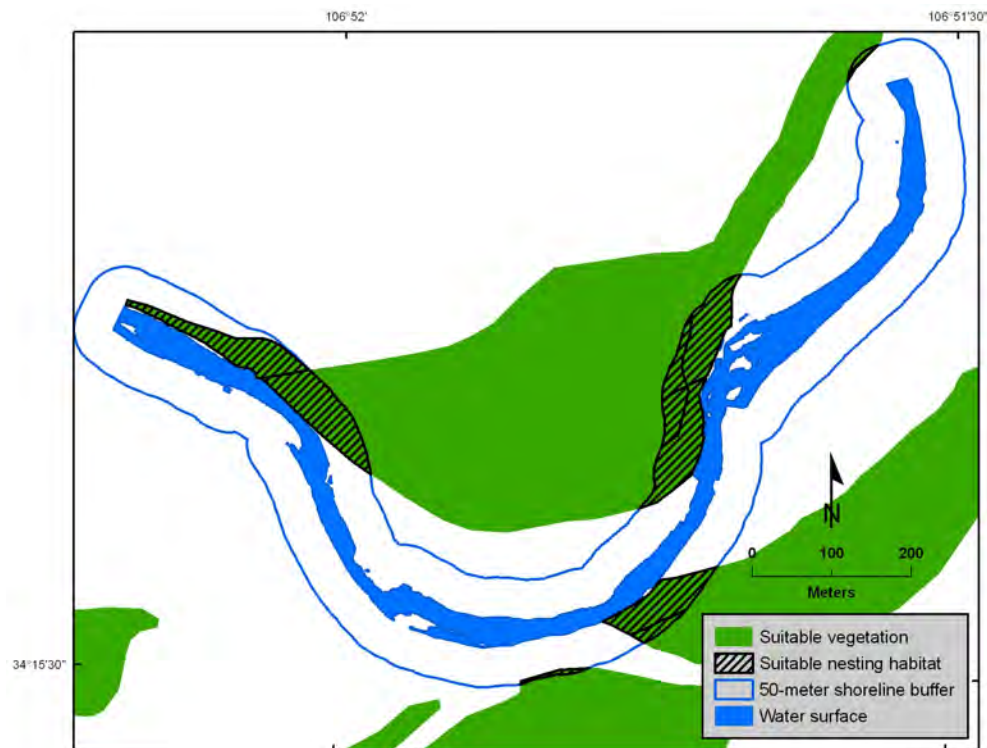 106°52'
106°51'30"
34°15'30"
N
0 100 200
Meters
Suitable vegetation
Suitable nesting habitat
50-meter shoreline buffer
Water surface